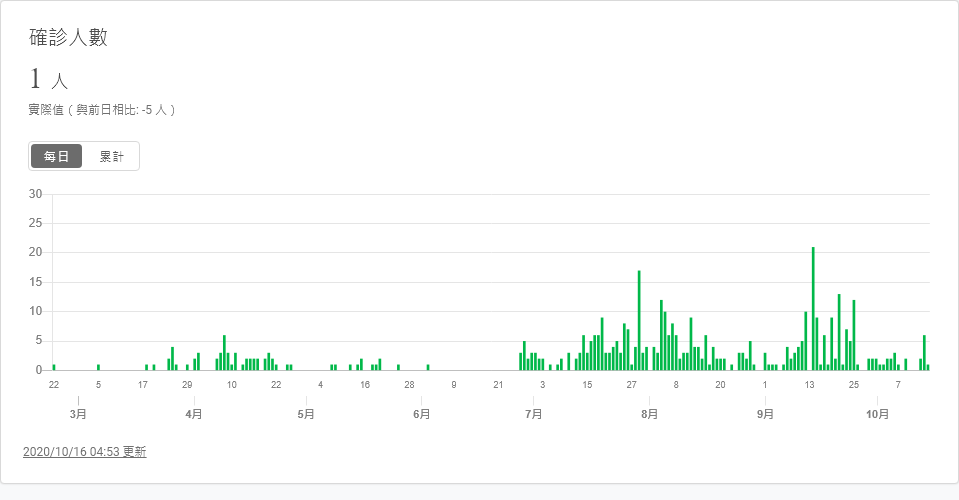 確診人數
1 人
實際值 ( 與前日相比: -5 人 )
每日 累計
30
25
20
15
10
5
0
22 5 17 29 10 22 4 16 28 9 21 3 15 27 8 20 1 13 25 7
3月 4月 5月 6月 7月 8月 9月 10月
2020/10/16 04:53 更新